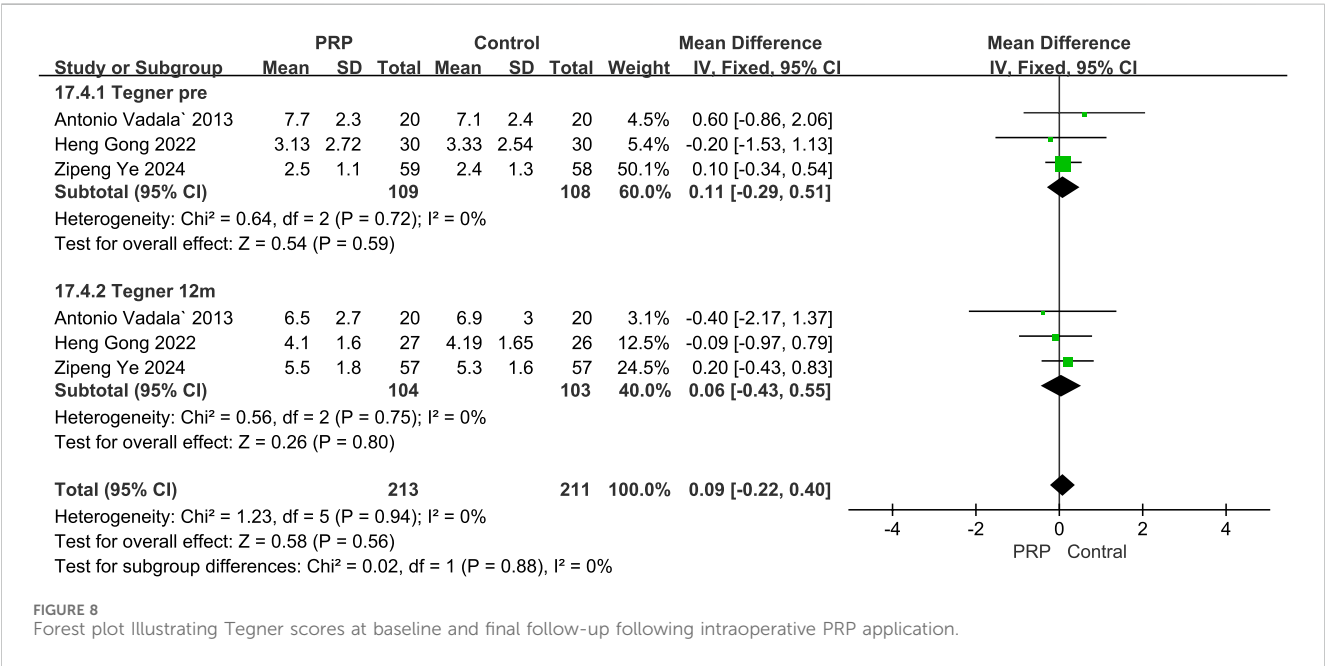 PRP Control Mean Difference Mean Difference
Study or Subgroup Mean SD Total Mean SD Total Weight IV, Fixed, 95% CI IV, Fixed, 95% CI
17.4.1 Tegner pre
Antonio Vadala` 2013 7.7 2.3 20 7.1 2.4 20 4.5% 0.60 [-0.86, 2.06]
Heng Gong 2022 3.13 2.72 30 3.33 2.54 30 5.4% -0.20 [-1.53, 1.13]
Zipeng Ye 2024 2.5 1.1 59 2.4 1.3 58 50.1% 0.10 [-0.34, 0.54]
Subtotal (95% CI) 109 108 60.0% 0.11 [-0.29, 0.51]
Heterogeneity: Chi² = 0.64, df = 2 (P = 0.72); I² = 0%
Test for overall effect: Z = 0.54 (P = 0.59)
17.4.2 Tegner 12m
Antonio Vadala` 2013 6.5 2.7 20 6.9 3 20 3.1% -0.40 [-2.17, 1.37]
Heng Gong 2022 4.1 1.6 27 4.19 1.65 26 12.5% -0.09 [-0.97, 0.79]
Zipeng Ye 2024 5.5 1.8 57 5.3 1.6 57 24.5% 0.20 [-0.43, 0.83]
Subtotal (95% CI) 104 103 40.0% 0.06 [-0.43, 0.55]
Heterogeneity: Chi² = 0.56, df = 2 (P = 0.75); I² = 0%
Test for overall effect: Z = 0.26 (P = 0.80)
Total (95% CI) 213 211 100.0% 0.09 [-0.22, 0.40]
Heterogeneity: Chi² = 1.23, df = 5 (P = 0.94); I² = 0%
Test for overall effect: Z = 0.58 (P = 0.56)
Test for subgroup differences: Chi² = 0.02, df = 1 (P = 0.88), I² = 0%
-4 -2 0 2 4
PRP Contral
FIGURE 8
Forest plot Illustrating Tegner scores at baseline and final follow-up following intraoperative PRP application.